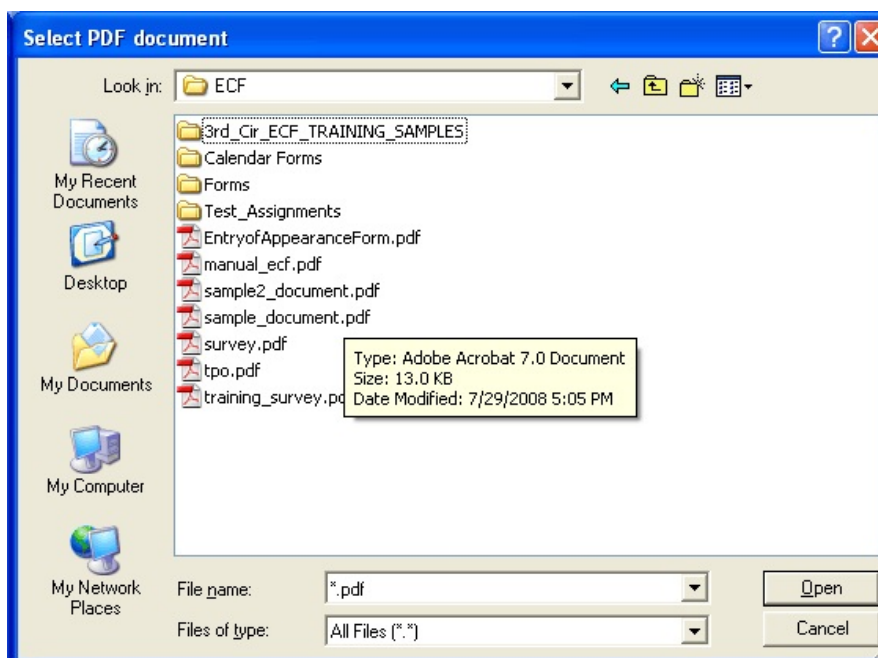 Select PDF document
Look in: ECF
My Recent
Documents
Desktop
My Documents
My Computer
My Network
Places
3rd_Cir_ECF_TRAINING_SAMPLES
Calendar Forms
Forms
Test_Assignments
EntryofAppearanceForm.pdf
manual_ecf.pdf
sample2_document.pdf
sample_document.pdf
survey.pdf
tpo.pdf
training_survey.pd
Type: Adobe Acrobat 7.0 Document
Size: 13.0 KB
Date Modified: 7/29/2008 5:05 PM
File name: *.pdf
Open
Files of type: All Files (*.*)
Cancel